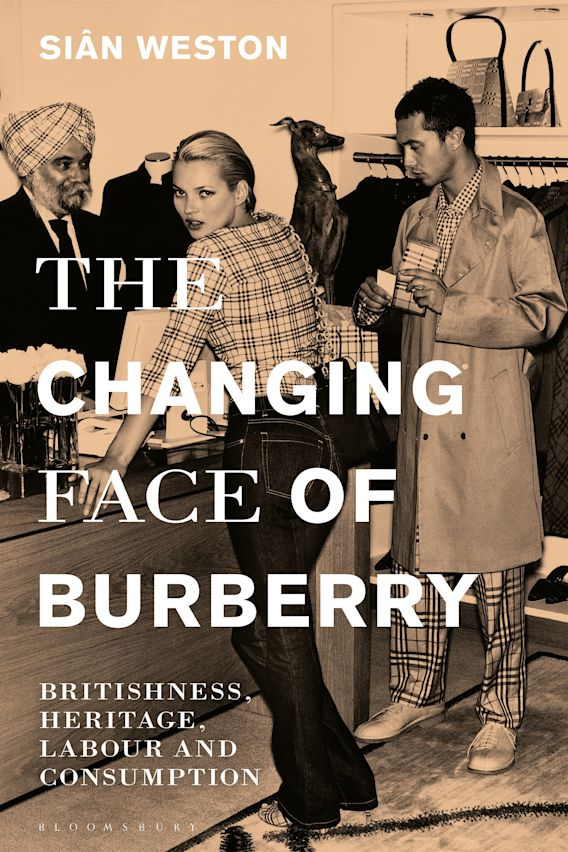 SIÂN WESTON
THE
CHANGING
FACE OF
BURBERRY
BRITISHNESS,
HERITAGE,
LABOUR AND
CONSUMPTION
BLOOMSBURY